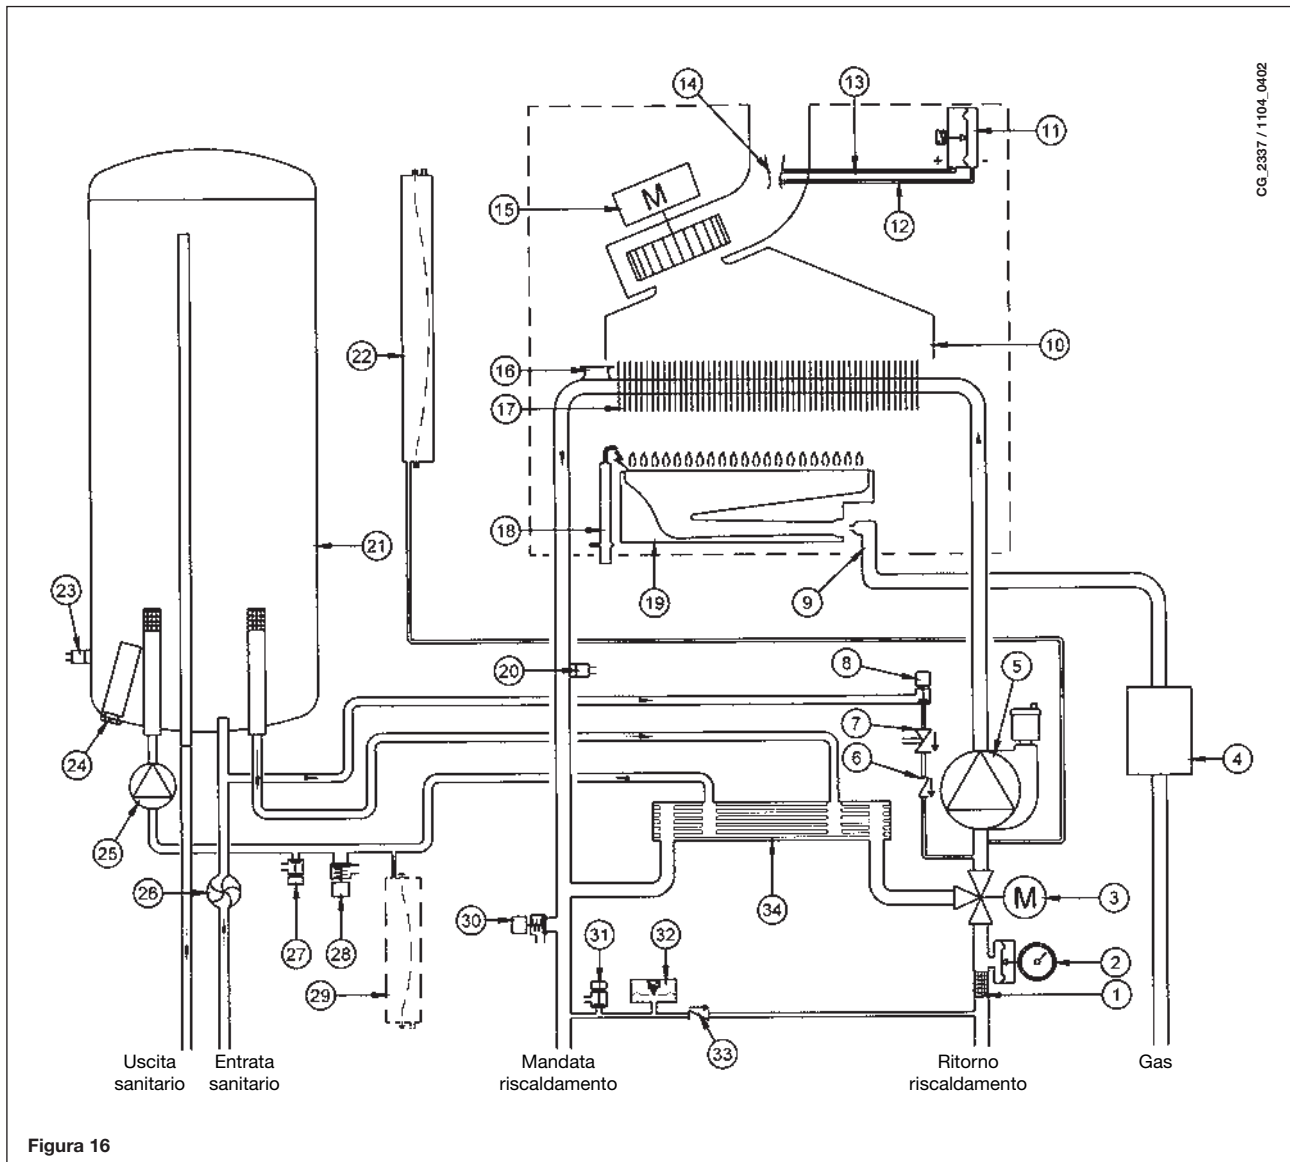 CG_2337 / 1104_0402
14
13
11
+ -
M
15
12
10
22
16
17
18
21
9
19
23
8
5
20
7
24
6
4
25
26
34
M
3
30
31
32
2
27
28
29
1
33
Uscita
sanitario
Entrata
sanitario
Mandata
riscaldamento
Ritorno
riscaldamento
Gas
Figura 16